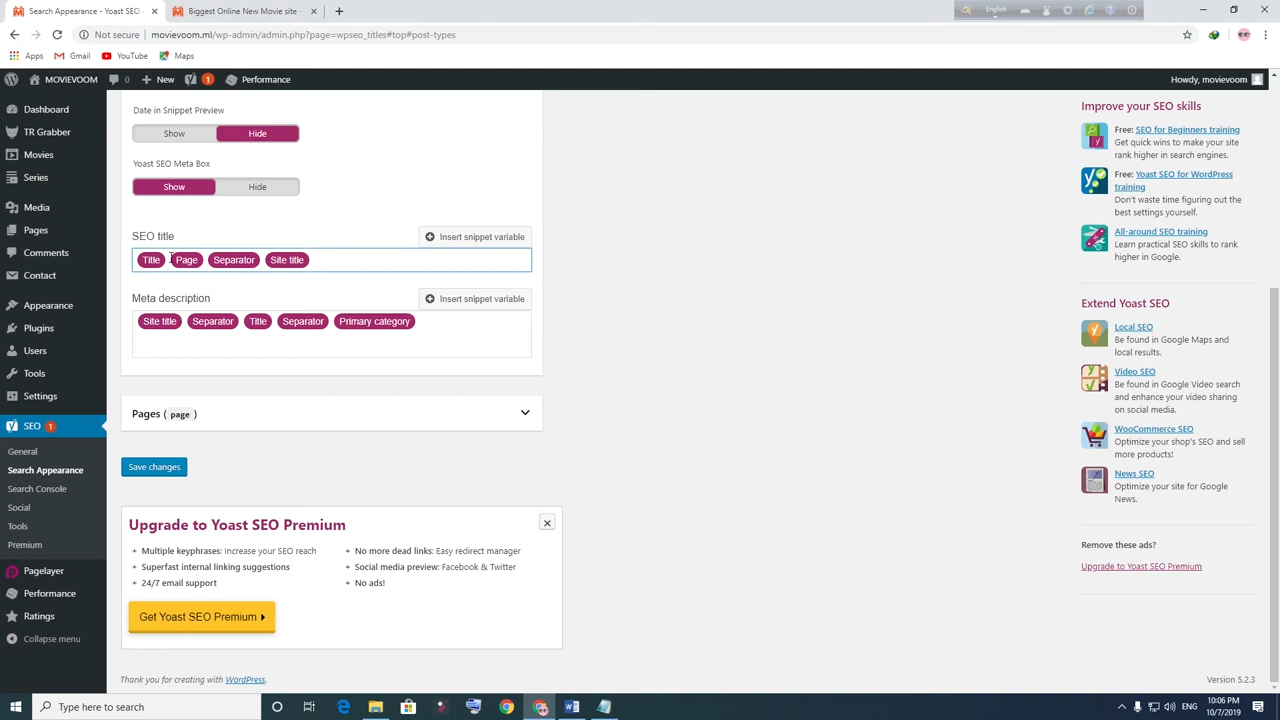 Search Appearance - Yoast SEO
Biggest Online New Movie site -
English
Not secure
movievoom.ml/wp-admin/admin.php?page=wpseo_titles#top#post-types
Apps
Gmail
YouTube
Maps
MOVIEVOOM
0
New
1
Performance
Howdy, movievoom
Dashboard
TR Grabber
Movies
Series
Media
Pages
Comments
Contact
Appearance
Plugins
Users
Tools
Settings
SEO 1
General
Search Appearance
Search Console
Social
Tools
Premium
Pagelayer
Performance
Ratings
Collapse menu
Date in Snippet Preview
Show
Hide
Yoast SEO Meta Box
Show
Hide
SEO title
Insert snippet variable
Title
Page
Separator
Site title
Meta description
Insert snippet variable
Site title
Separator
Title
Separator
Primary category
Pages ( page )
Save changes
Upgrade to Yoast SEO Premium
+ Multiple keyphrases: Increase your SEO reach
+ No more dead links: Easy redirect manager
+ Superfast internal linking suggestions
+ Social media preview: Facebook & Twitter
+ 24/7 email support
+ No ads!
Get Yoast SEO Premium
Thank you for creating with WordPress.
Version 5.2.3
Improve your SEO skills
Free: SEO for Beginners training
Get quick wins to make your site
rank higher in search engines.
Free: Yoast SEO for WordPress
training
Don't waste time figuring out the
best settings yourself.
All-around SEO training
Learn practical SEO skills to rank
higher in Google.
Extend Yoast SEO
Local SEO
Be found in Google Maps and
local results.
Video SEO
Be found in Google Video search
and enhance your video sharing
on social media.
WooCommerce SEO
Optimize your shop's SEO and sell
more products!
News SEO
Optimize your site for Google
News.
Remove these ads?
Upgrade to Yoast SEO Premium
Type here to search
ENG
10:06 PM
10/7/2019